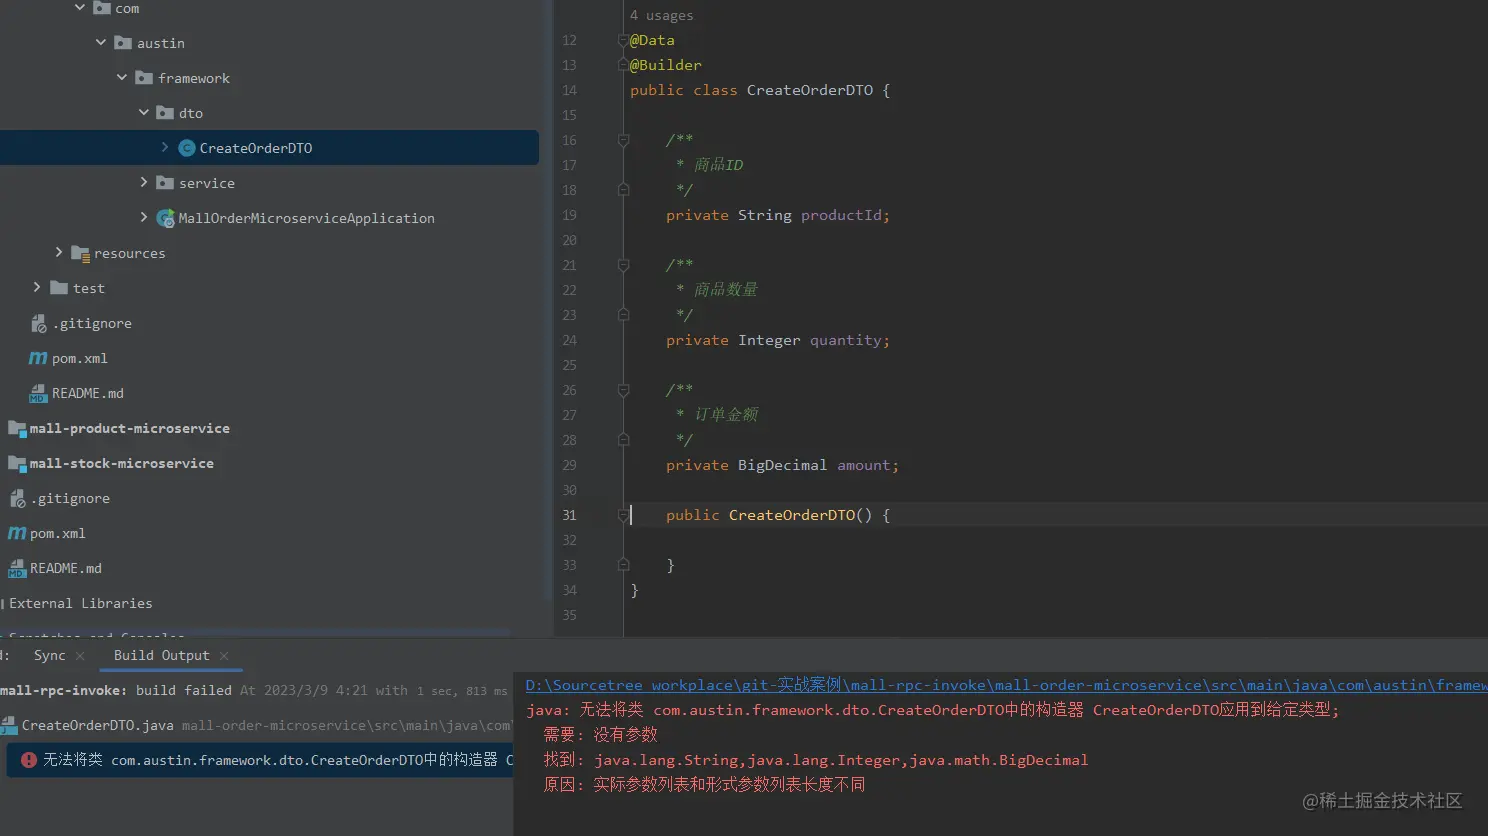 com
austin
framework
dto
CreateOrderDTO
service
MallOrderMicroserviceApplication
resources
test
.gitignore
pom.xml
README.md
mall-product-microservice
mall-stock-microservice
.gitignore
pom.xml
README.md
External Libraries
Scratches and Consoles
4 usages
12 @Data
13 @Builder
14 public class CreateOrderDTO {
15
16 /**
17 * 商品ID
18 */
19 private String productId;
20
21 /**
22 * 商品数量
23 */
24 private Integer quantity;
25
26 /**
27 * 订单金额
28 */
29 private BigDecimal amount;
30
31 public CreateOrderDTO() {
32
33 }
34 }
35
d: Sync × Build Output ×
mall-rpc-invoke: build failed At 2023/3/9 4:21 with 1 sec, 813 ms
CreateOrderDTO.java mall-order-microservice\src\main\java\com
无法将类 com.austin.framework.dto.CreateOrderDTO中的构造器 C
D:\Sourcetree_workplace\git-实战案例\mall-rpc-invoke\mall-order-microservice\src\main\java\com\austin\framew
java: 无法将类 com.austin.framework.dto.CreateOrderDTO中的构造器 CreateOrderDTO应用到给定类型;
需要: 没有参数
找到: java.lang.String,java.lang.Integer,java.math.BigDecimal
原因: 实际参数列表和形式参数列表长度不同
@稀土掘金技术社区